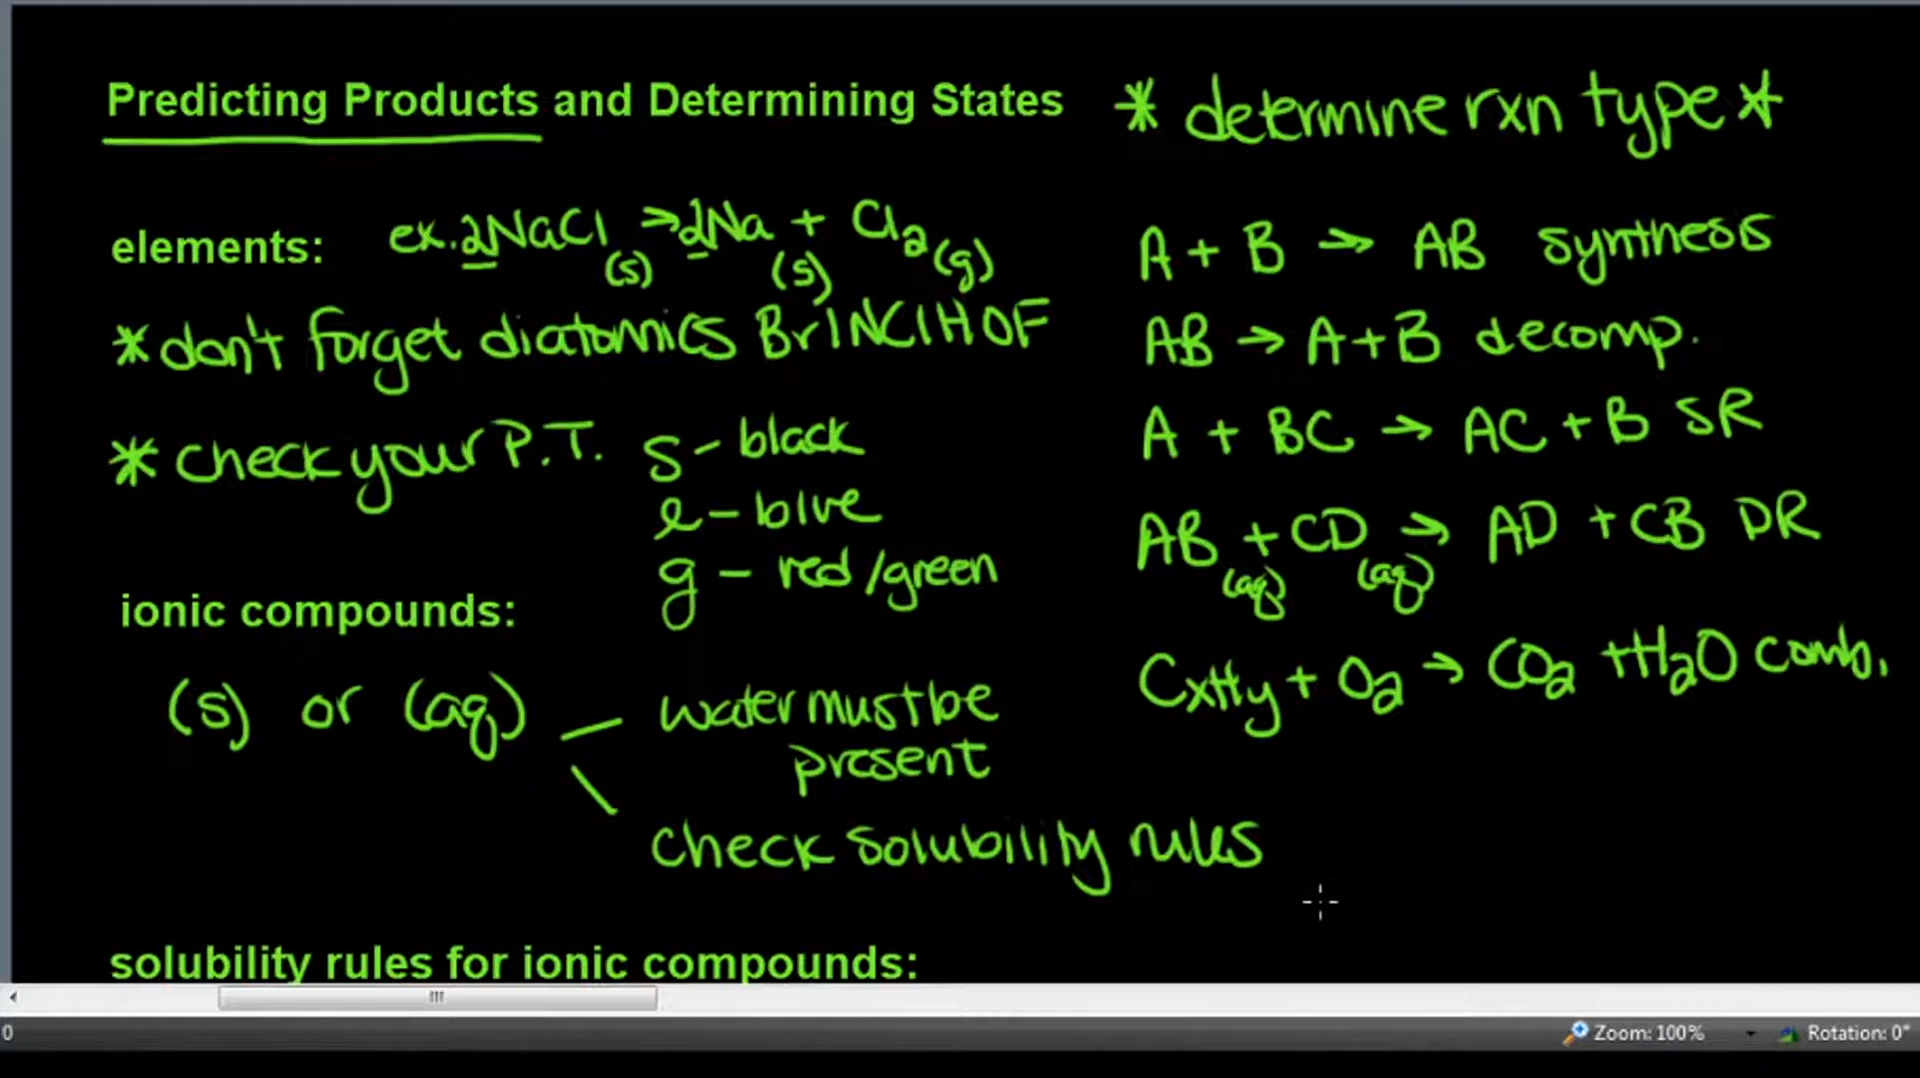 Predicting Products and Determining States
* determine rxn type *
elements: ex. 2NaCl(s) → 2Na(s) + Cl2(g)
*don't forget diatomics BrINClHOF
*check your P.T.
s - black
l - blue
g - red/green
ionic compounds:
(s) or (aq)
water must be
present
check solubility rules
A + B → AB synthesis
AB → A + B decomp.
A + BC → AC + B SR
AB(aq) + CD(aq) → AD + CB DR
CxHy + O2 → CO2 + H2O comb.
solubility rules for ionic compounds:
0
Zoom: 100%
Rotation: 0°